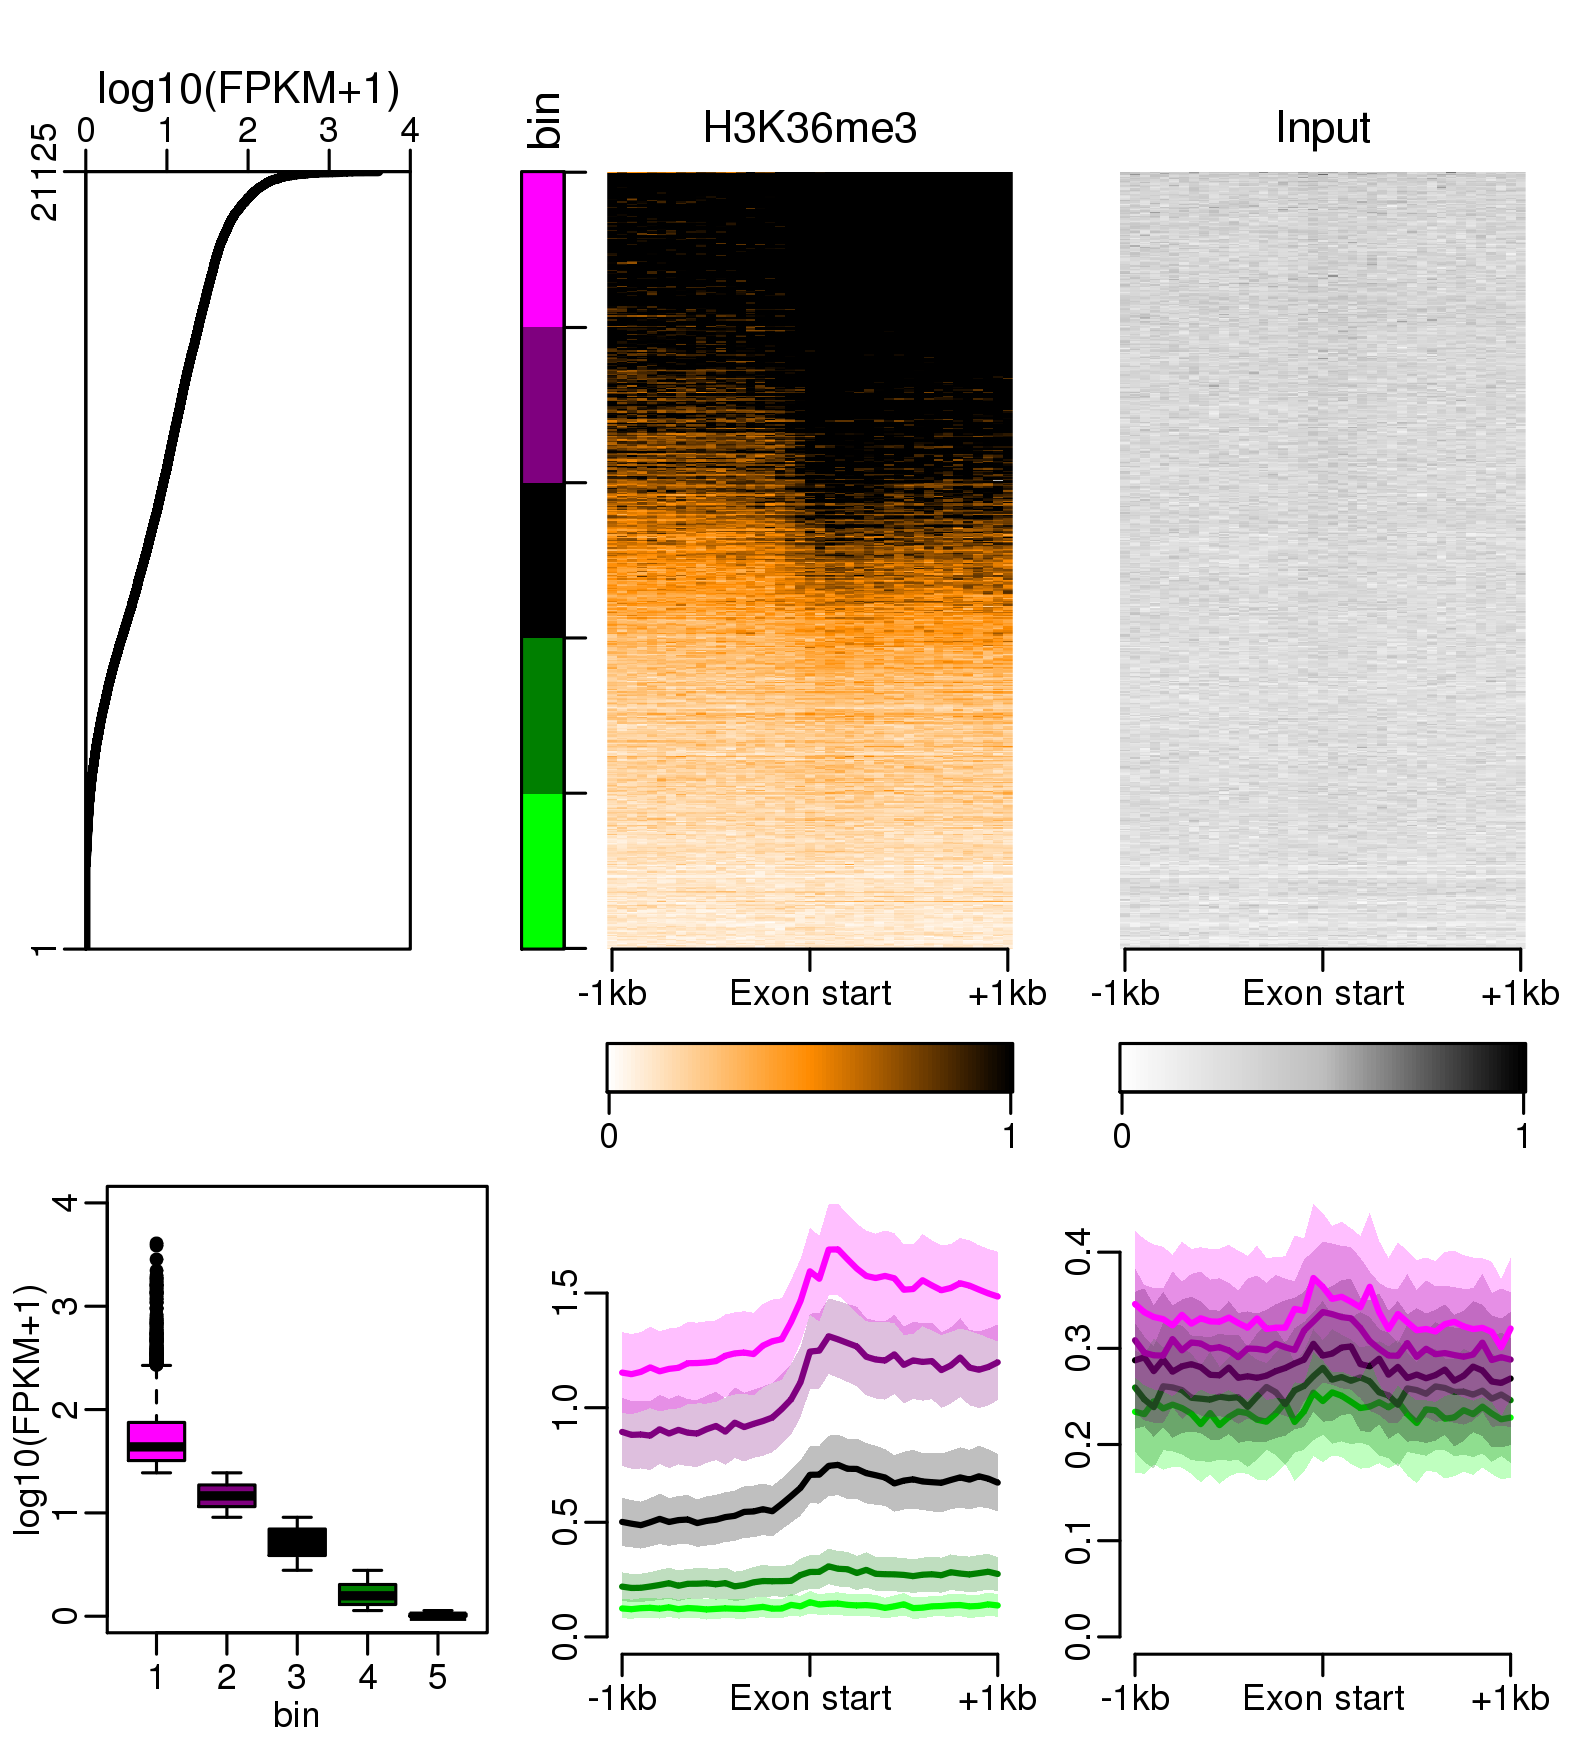 log10(FPKM+1)
0 1 2 3 4
21125
1
bin
H3K36me3
Input
-1kb Exon start +1kb
-1kb Exon start +1kb
0 1
0 1
log10(FPKM+1)
4
3
2
1
0
1 2 3 4 5
bin
1.5
1.0
0.5
0.0
-1kb Exon start +1kb
0.4
0.3
0.2
0.1
0.0
-1kb Exon start +1kb